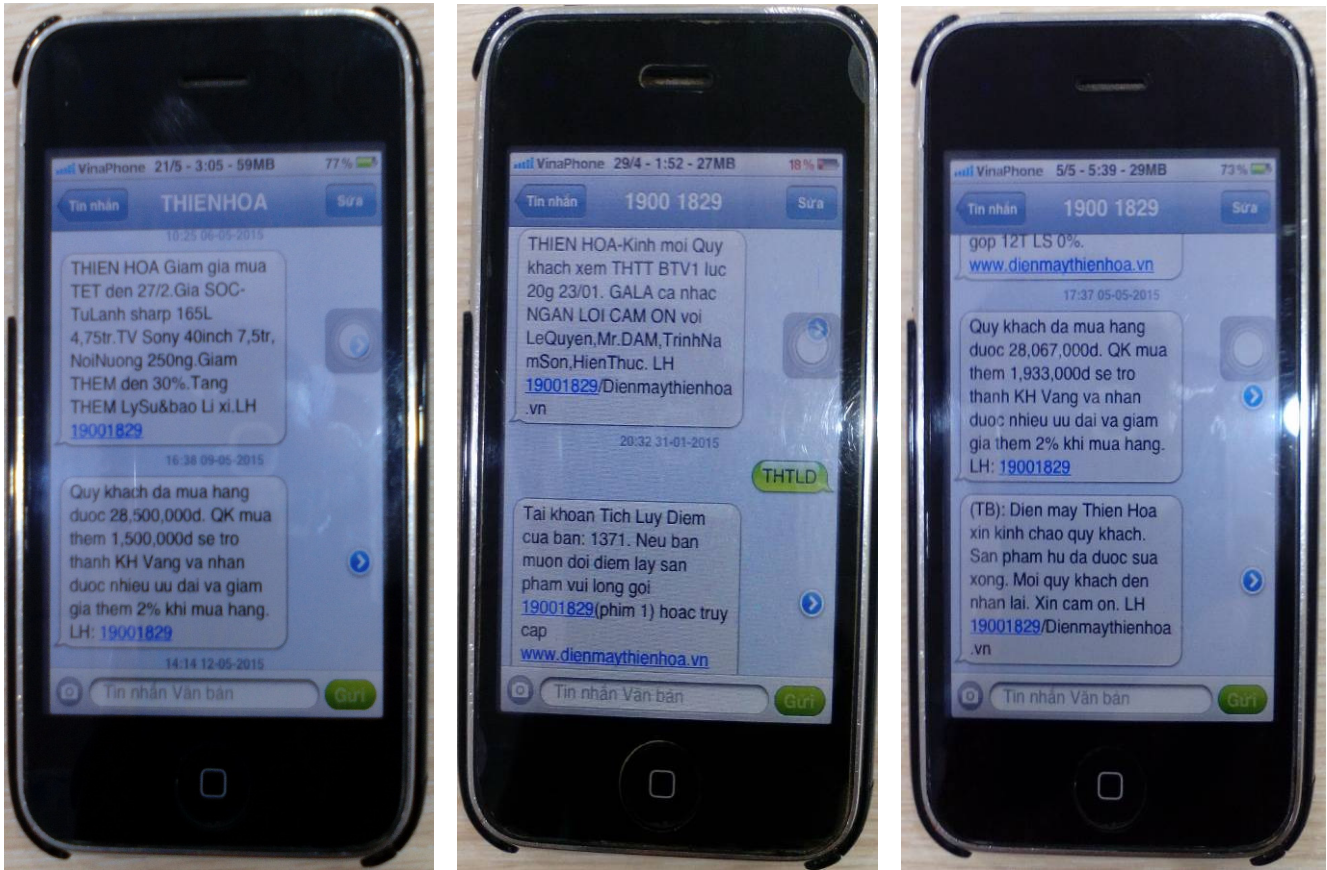 VinaPhone 21/5 - 3:05 - 59MB 77%
Tin nhắn THIENHOA Sửa
10:25 06-05-2015
THIEN HOA Giam gia mua
TET den 27/2.Gia SOC-
TuLanh sharp 165L
4,75tr.TV Sony 40inch 7,5tr,
NoiNuong 250ng.Giam
THEM den 30%.Tang
THEM LySu&bao Li xi.LH
19001829
16:38 09-05-2015
Quy khach da mua hang
duoc 28,500,000d. QK mua
them 1,500,000d se tro
thanh KH Vang va nhan
duoc nhieu uu dai va giam
gia them 2% khi mua hang.
LH: 19001829
14:14 12-05-2015
Tin nhắn Văn bản Gửi
VinaPhone 29/4 - 1:52 - 27MB 18%
Tin nhắn 1900 1829 Sửa
THIEN HOA-Kinh moi Quy
khach xem THTT BTV1 luc
20g 23/01. GALA ca nhac
NGAN LOI CAM ON voi
LeQuyen,Mr.DAM,TrinhNa
mSon,HienThuc. LH
19001829/Dienmaythienhoa
.vn
20:32 31-01-2015
THTLD
Tai khoan Tich Luy Diem
cua ban: 1371. Neu ban
muon doi diem lay san
pham vui long goi
19001829(phim 1) hoac truy
cap
www.dienmaythienhoa.vn
Tin nhắn Văn bản Gửi
VinaPhone 5/5 - 5:39 - 29MB 73%
Tin nhắn 1900 1829 Sửa
gop 12T LS 0%.
www.dienmaythienhoa.vn
17:37 05-05-2015
Quy khach da mua hang
duoc 28,067,000d. QK mua
them 1,933,000d se tro
thanh KH Vang va nhan
duoc nhieu uu dai va giam
gia them 2% khi mua hang.
LH: 19001829
(TB): Dien may Thien Hoa
xin kinh chao quy khach.
San pham hu da duoc sua
xong. Moi quy khach den
nhan lai. Xin cam on. LH
19001829/Dienmaythienhoa
.vn
Tin nhắn Văn bản Gửi